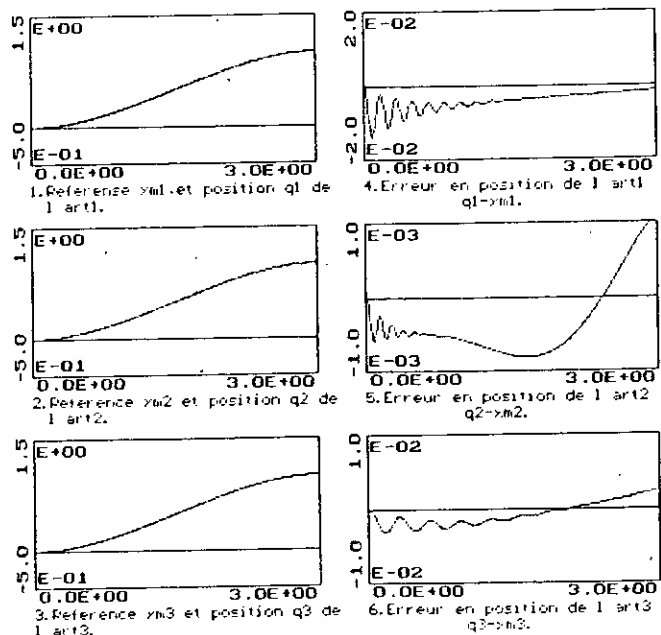 1.5
E+00
-5.0
E-01
0.0E+00 3.0E+00
1.Referense xm1.et position q1 de
l art1.
2.0
E-02
-2.0
E-02
0.0E+00 3.0E+00
4.Erreur en position de l art1
q1-xm1.
1.5
E+00
-5.0
E-01
0.0E+00 3.0E+00
2.Reference xm2 et position q2 de
l art2.
1.0
E-03
-1.0
E-03
0.0E+00 3.0E+00
5.Erreur en position de l art2
q2-xm2.
1.5
E+00
-5.0
E-01
0.0E+00 3.0E+00
3.Reference xm3 et position q3 de
l art3.
1.0
E-02
-1.0
E-02
0.0E+00 3.0E+00
6.Erreur en position de l art3
q3-xm3.